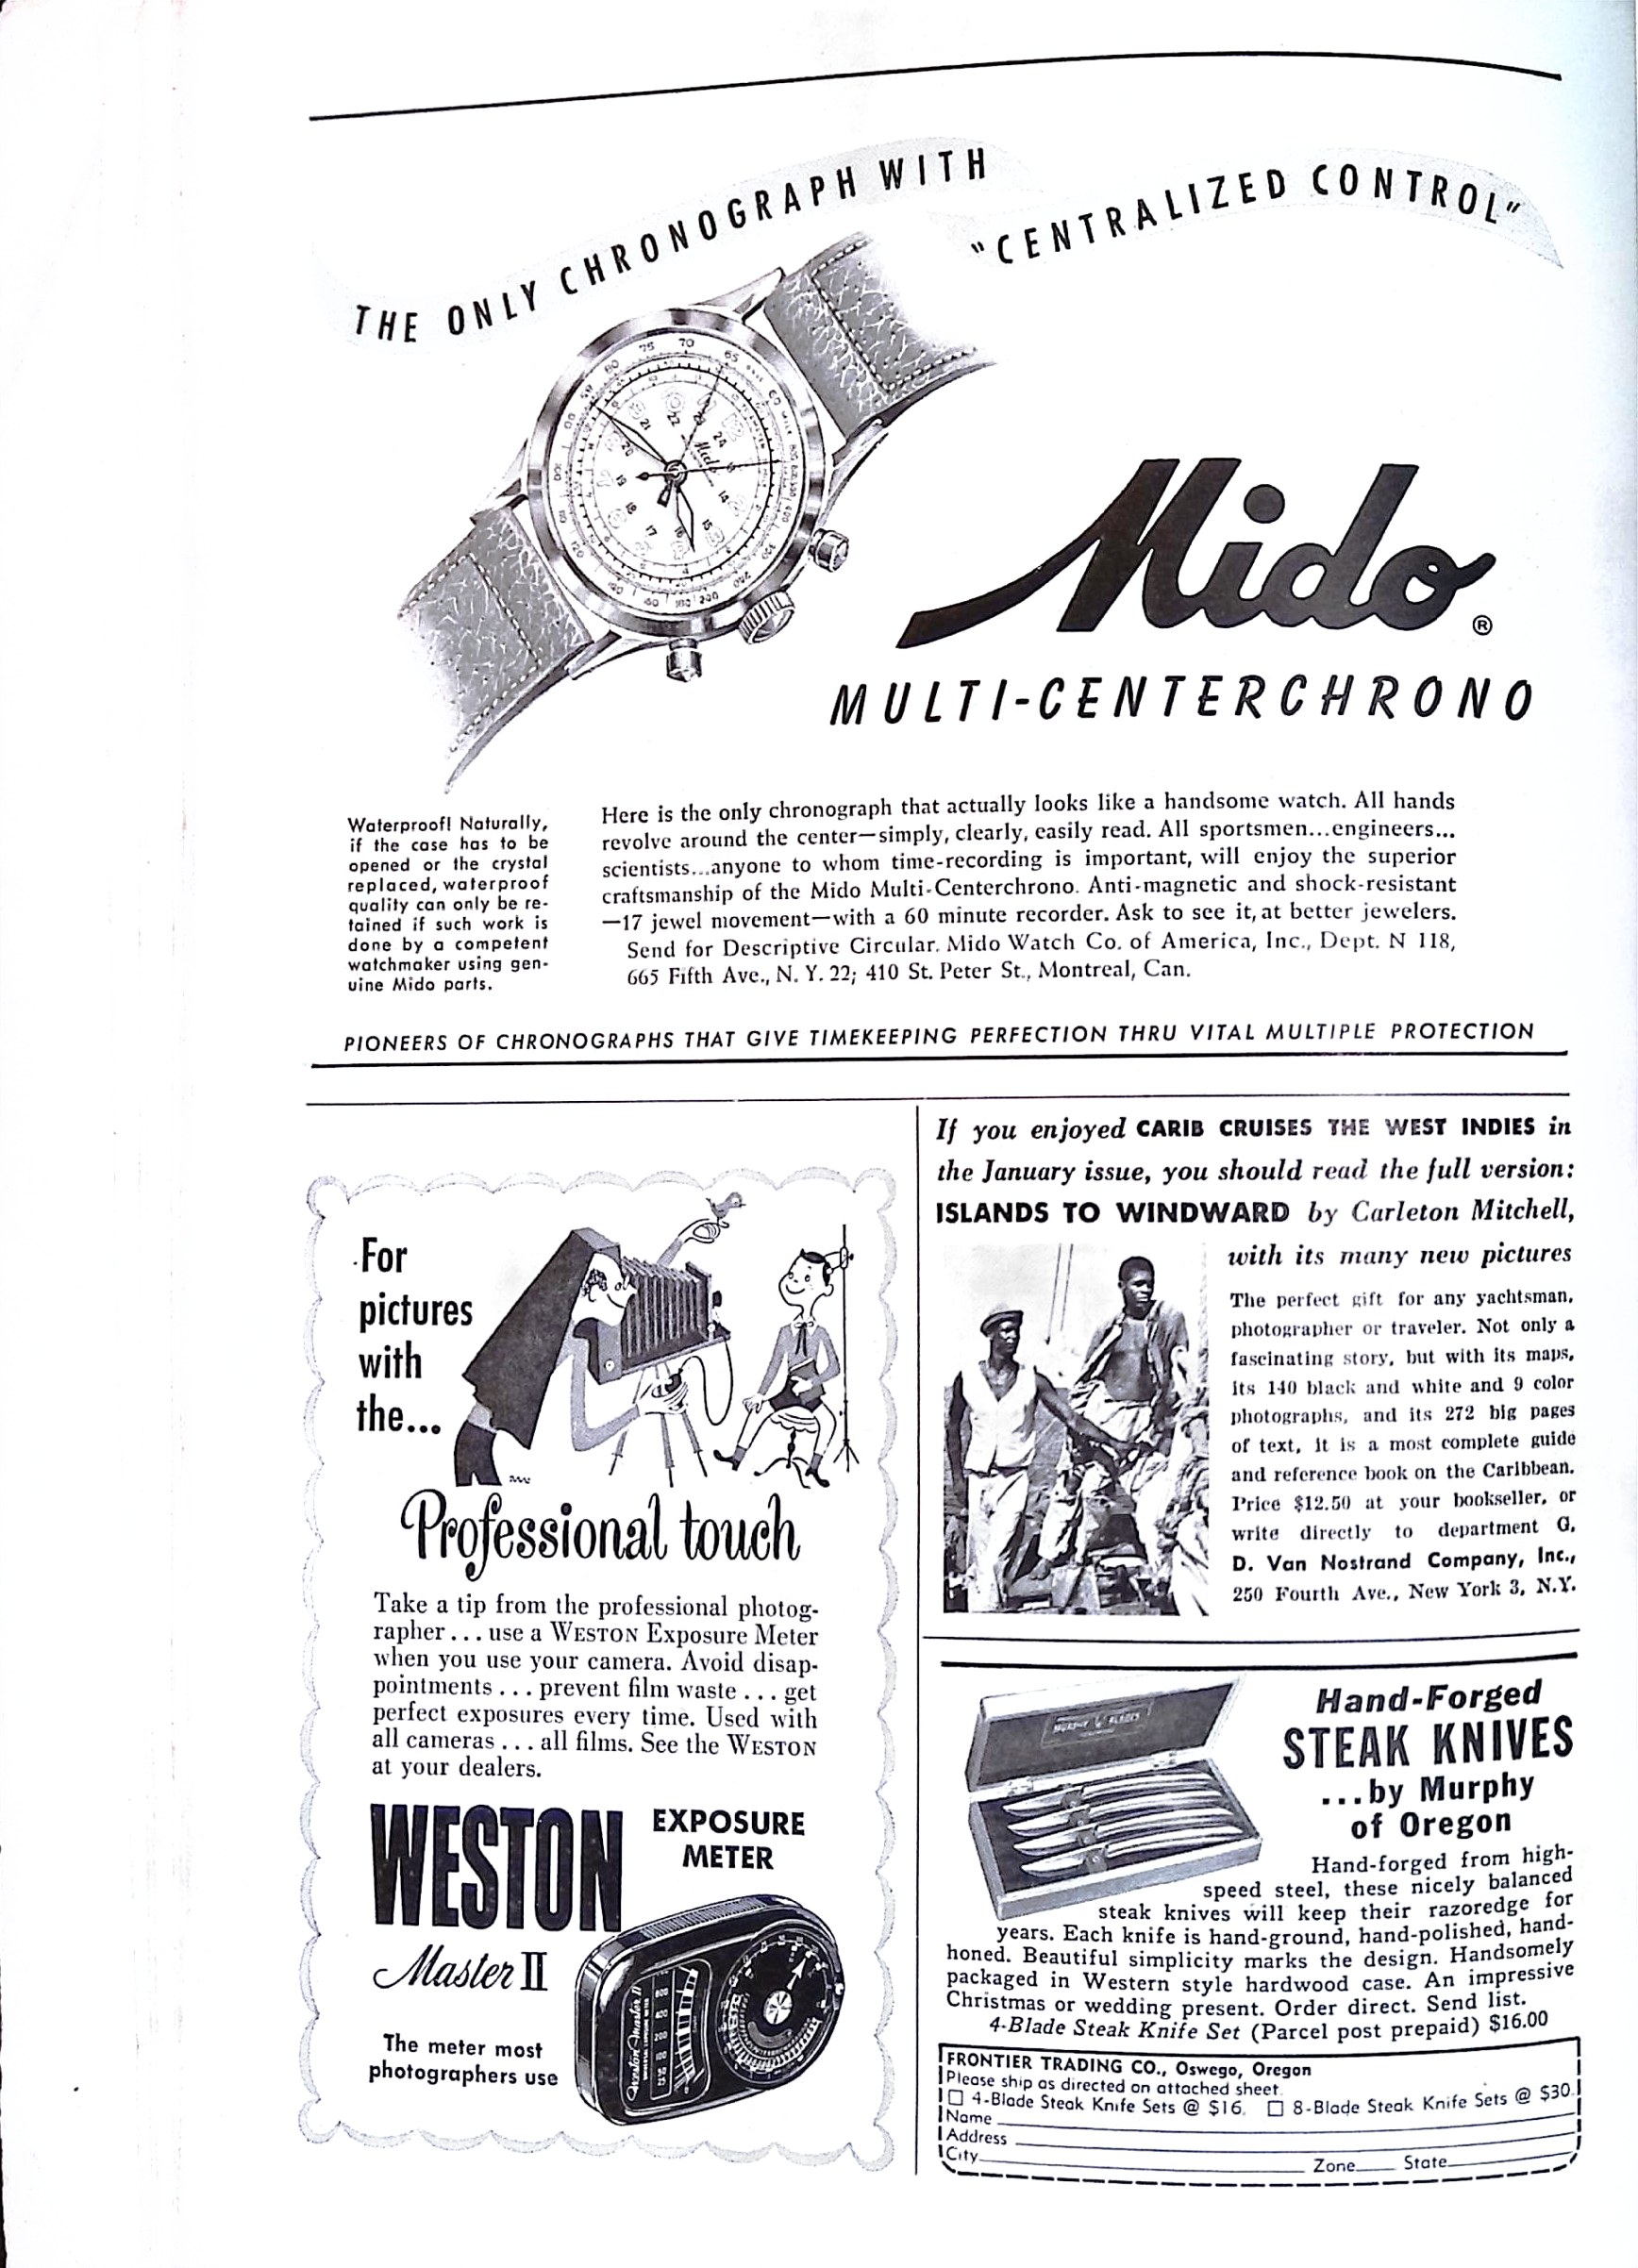 THE ONLY CHRONOGRAPH WITH
"CENTRALIZED CONTROL"
Mido ®
MULTI-CENTERCHRONO
Waterproof! Naturally,
if the case has to be
opened or the crystal
replaced, waterproof
quality can only be re-
tained if such work is
done by a competent
watchmaker using gen-
uine Mido parts.
Here is the only chronograph that actually looks like a handsome watch. All hands
revolve around the center—simply, clearly, easily read. All sportsmen...engineers...
scientists...anyone to whom time-recording is important, will enjoy the superior
craftsmanship of the Mido Multi-Centerchrono. Anti-magnetic and shock-resistant
—17 jewel movement—with a 60 minute recorder. Ask to see it, at better jewelers.
Send for Descriptive Circular. Mido Watch Co. of America, Inc., Dept. N 118,
665 Fifth Ave., N. Y. 22; 410 St. Peter St., Montreal, Can.
PIONEERS OF CHRONOGRAPHS THAT GIVE TIMEKEEPING PERFECTION THRU VITAL MULTIPLE PROTECTION
For
pictures
with
the...
Professional touch
Take a tip from the professional photog-
rapher ... use a WESTON Exposure Meter
when you use your camera. Avoid disap-
pointments ... prevent film waste ... get
perfect exposures every time. Used with
all cameras ... all films. See the WESTON
at your dealers.
WESTON
EXPOSURE
METER
Master II
The meter most
photographers use
Weston Master II
If you enjoyed CARIB CRUISES THE WEST INDIES in
the January issue, you should read the full version:
ISLANDS TO WINDWARD by Carleton Mitchell,
with its many new pictures
The perfect gift for any yachtsman,
photographer or traveler. Not only a
fascinating story, but with its maps,
its 140 black and white and 9 color
photographs, and its 272 big pages
of text, it is a most complete guide
and reference book on the Caribbean.
Price $12.50 at your bookseller, or
write directly to department G,
D. Van Nostrand Company, Inc.,
250 Fourth Ave., New York 3, N.Y.
Hand-Forged
STEAK KNIVES
...by Murphy
of Oregon
Hand-forged from high-
speed steel, these nicely balanced
steak knives will keep their razoredge for
years. Each knife is hand-ground, hand-polished, hand-
honed. Beautiful simplicity marks the design. Handsomely
packaged in Western style hardwood case. An impressive
Christmas or wedding present. Order direct. Send list.
4-Blade Steak Knife Set (Parcel post prepaid) $16.00
FRONTIER TRADING CO., Oswego, Oregon
Please ship as directed on attached sheet.
☐ 4-Blade Steak Knife Sets @ $16. ☐ 8-Blade Steak Knife Sets @ $30.
Name
Address
City Zone State